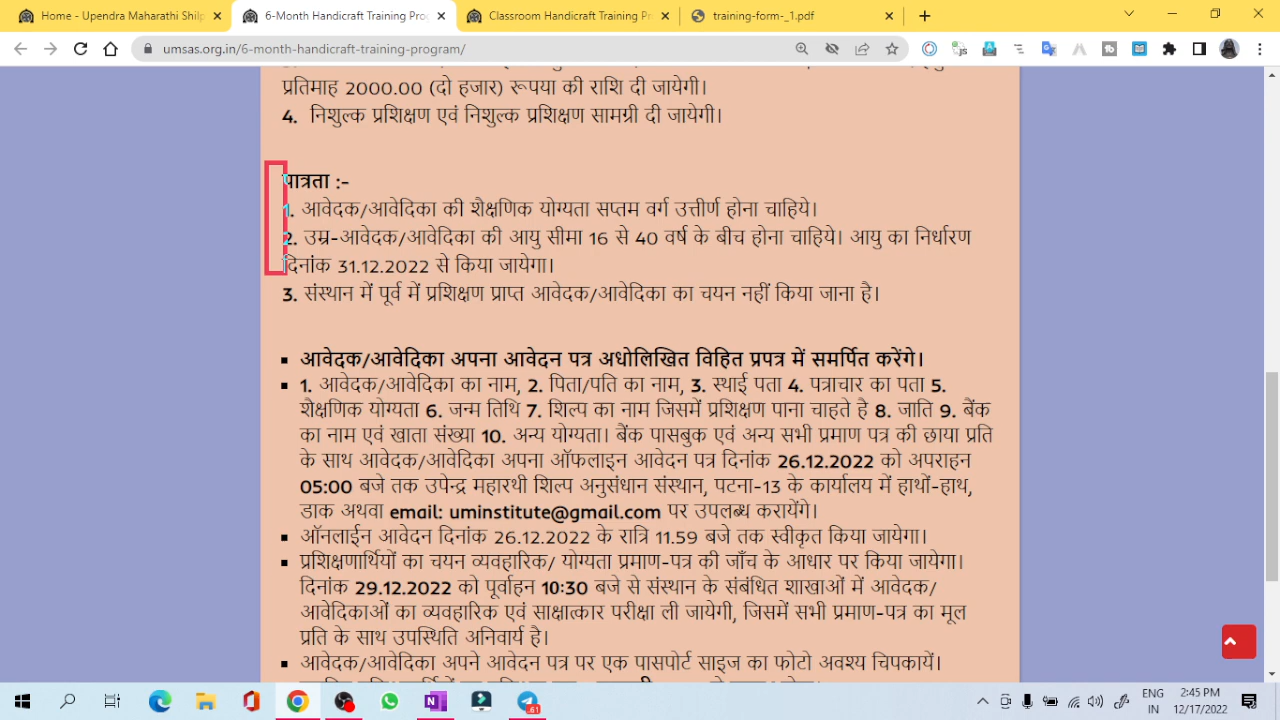 Home - Upendra Maharathi Shilp
6-Month Handicraft Training Pro
Classroom Handicraft Training Pr
training-form-_1.pdf
umsas.org.in/6-month-handicraft-training-program/
प्रतिमाह 2000.00 (दो हजार) रूपया की राशि दी जायेगी।
4. निशुल्क प्रशिक्षण एवं निशुल्क प्रशिक्षण सामग्री दी जायेगी।
पात्रता :-
1. आवेदक/आवेदिका की शैक्षणिक योग्यता सप्तम वर्ग उत्तीर्ण होना चाहिये।
2. उम्र-आवेदक/आवेदिका की आयु सीमा 16 से 40 वर्ष के बीच होना चाहिये। आयु का निर्धारण
दिनांक 31.12.2022 से किया जायेगा।
3. संस्थान में पूर्व में प्रशिक्षण प्राप्त आवेदक/आवेदिका का चयन नहीं किया जाना है।
▪ आवेदक/आवेदिका अपना आवेदन पत्र अधोलिखित विहित प्रपत्र में समर्पित करेंगे।
▪ 1. आवेदक/आवेदिका का नाम, 2. पिता/पति का नाम, 3. स्थाई पता 4. पत्राचार का पता 5.
शैक्षणिक योग्यता 6. जन्म तिथि 7. शिल्प का नाम जिसमें प्रशिक्षण पाना चाहते है 8. जाति 9. बैंक
का नाम एवं खाता संख्या 10. अन्य योग्यता। बैंक पासबुक एवं अन्य सभी प्रमाण पत्र की छाया प्रति
के साथ आवेदक/आवेदिका अपना ऑफलाइन आवेदन पत्र दिनांक 26.12.2022 को अपराहन
05:00 बजे तक उपेन्द्र महारथी शिल्प अनुसंधान संस्थान, पटना-13 के कार्यालय में हाथों-हाथ,
डाक अथवा email: uminstitute@gmail.com पर उपलब्ध करायेंगे।
▪ ऑनलाईन आवेदन दिनांक 26.12.2022 के रात्रि 11.59 बजे तक स्वीकृत किया जायेगा।
▪ प्रशिक्षणार्थियों का चयन व्यवहारिक/ योग्यता प्रमाण-पत्र की जाँच के आधार पर किया जायेगा।
दिनांक 29.12.2022 को पूर्वाहन 10:30 बजे से संस्थान के संबंधित शाखाओं में आवेदक/
आवेदिकाओं का व्यवहारिक एवं साक्षात्कार परीक्षा ली जायेगी, जिसमें सभी प्रमाण-पत्र का मूल
प्रति के साथ उपस्थिति अनिवार्य है।
▪ आवेदक/आवेदिका अपने आवेदन पत्र पर एक पासपोर्ट साइज का फोटो अवश्य चिपकायें।
61
ENG
IN
2:45 PM
12/17/2022